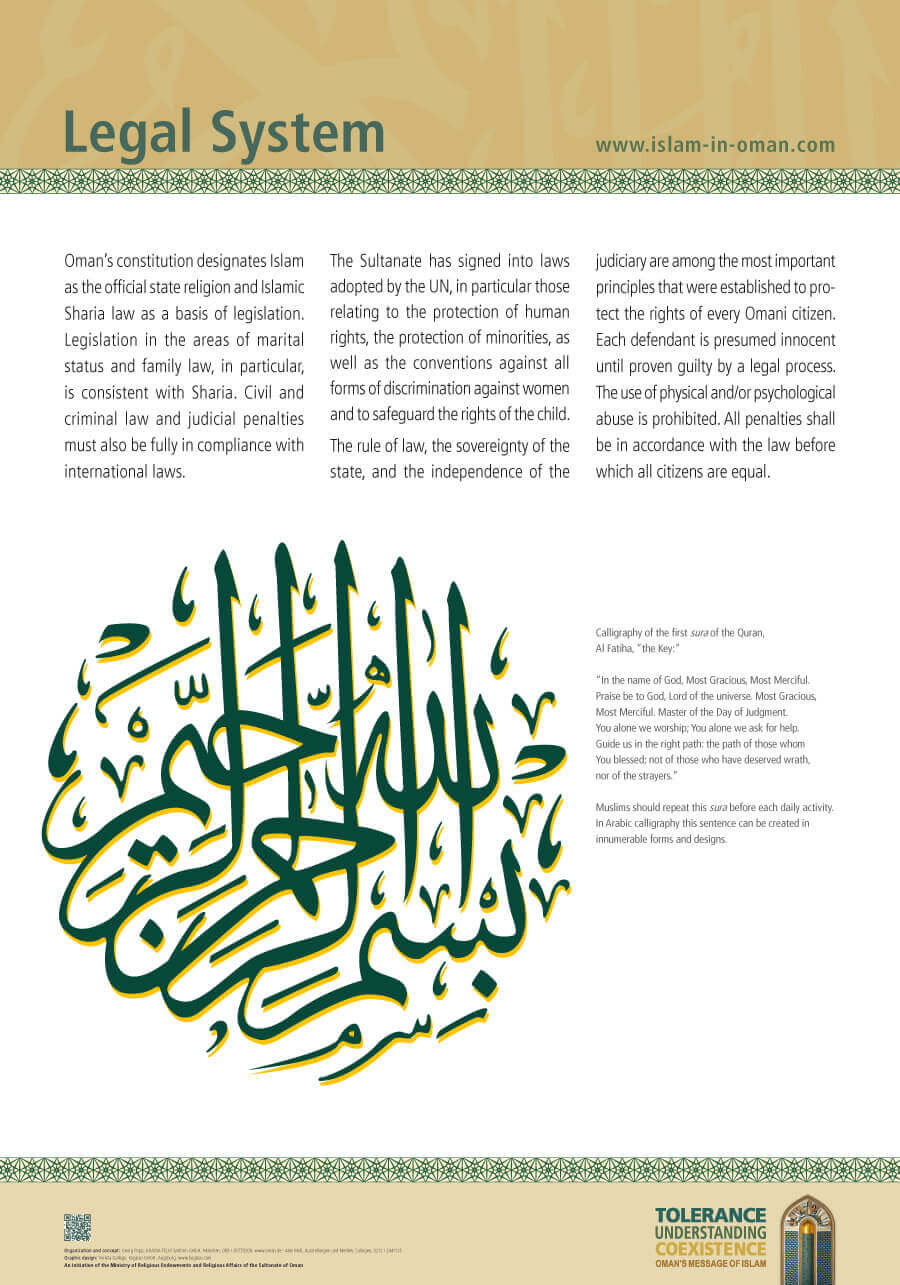 Legal System
www.islam-in-oman.com
Oman’s constitution designates Islam
as the official state religion and Islamic
Sharia law as a basis of legislation.
Legislation in the areas of marital
status and family law, in particular,
is consistent with Sharia. Civil and
criminal law and judicial penalties
must also be fully in compliance with
international laws.
The Sultanate has signed into laws
adopted by the UN, in particular those
relating to the protection of human
rights, the protection of minorities, as
well as the conventions against all
forms of discrimination against women
and to safeguard the rights of the child.
The rule of law, the sovereignty of the
state, and the independence of the
judiciary are among the most important
principles that were established to pro-
tect the rights of every Omani citizen.
Each defendant is presumed innocent
until proven guilty by a legal process.
The use of physical and/or psychological
abuse is prohibited. All penalties shall
be in accordance with the law before
which all citizens are equal.
بسم الله الرحمن الرحيم
Calligraphy of the first sura of the Quran,
Al Fatiha, “the Key:”
“In the name of God, Most Gracious, Most Merciful.
Praise be to God, Lord of the universe. Most Gracious,
Most Merciful. Master of the Day of Judgment.
You alone we worship; You alone we ask for help.
Guide us in the right path: the path of those whom
You blessed; not of those who have deserved wrath,
nor of the strayers.”
Muslims should repeat this sura before each daily activity.
In Arabic calligraphy this sentence can be created in
innumerable forms and designs.
Organization and concept:
Graphic design:
An initiative of the Ministry of Religious Endowments and Religious Affairs of the Sultanate of Oman
TOLERANCE
UNDERSTANDING
COEXISTENCE
OMAN'S MESSAGE OF ISLAM